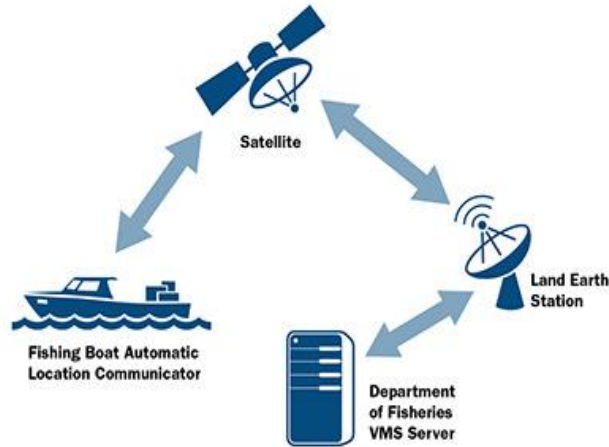 Satellite
Land Earth
Station
Fishing Boat Automatic
Location Communicator
Department
of Fisheries
VMS Server